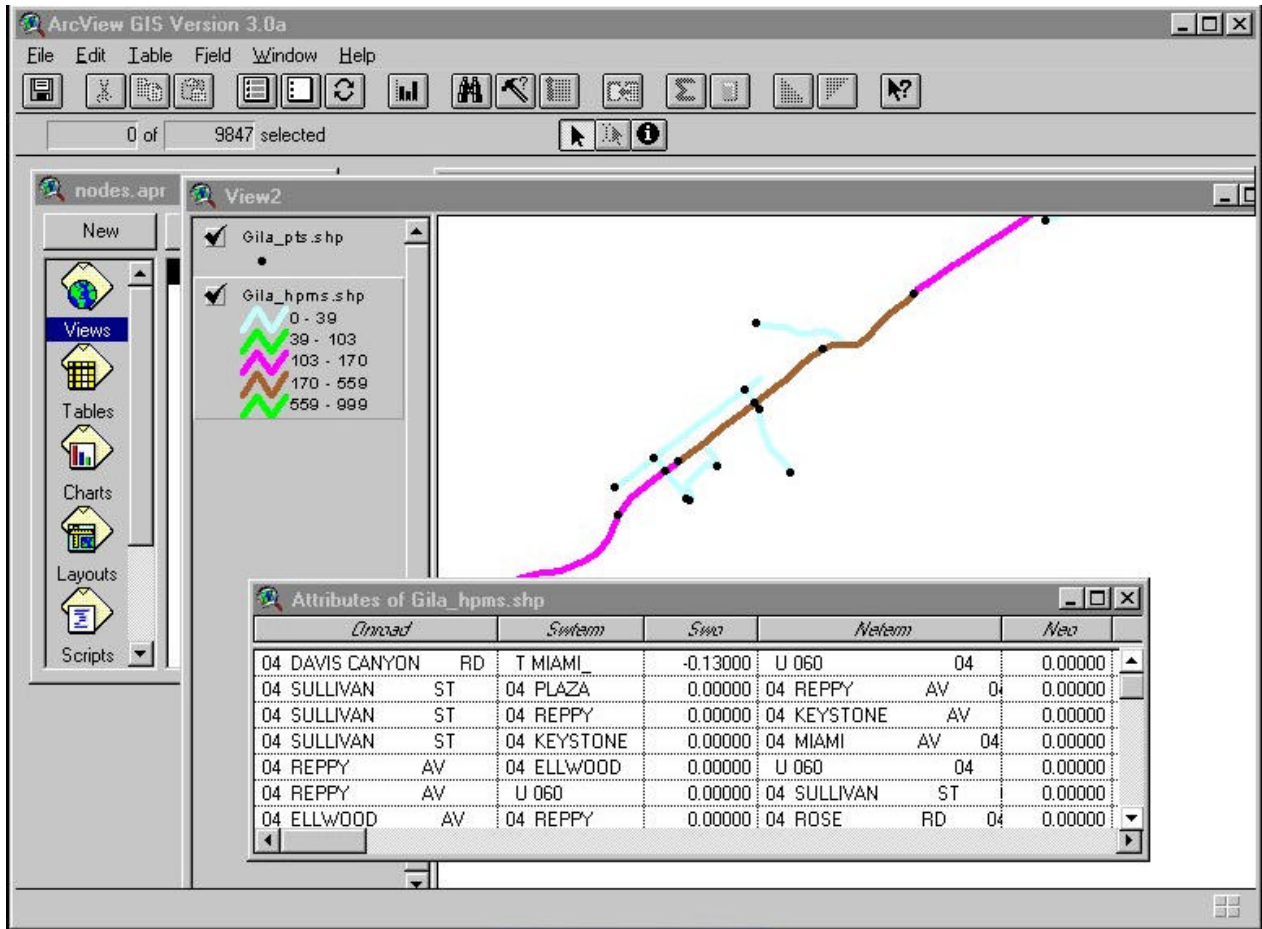 ArcView GIS Version 3.0a
File Edit Table Field Window Help
0 of 9847 selected
nodes.apr
New
Views
Tables
Charts
Layouts
Scripts
View2
Gila_pts.shp
Gila_hpms.shp
0 - 39
39 - 103
103 - 170
170 - 559
559 - 999
Attributes of Gila_hpms.shp
Onroad Swterm Swo Neterm Neo
04 DAVIS CANYON RD T MIAMI_ -0.13000 U 060 04 0.00000
04 SULLIVAN ST 04 PLAZA 0.00000 04 REPPY AV 04 0.00000
04 SULLIVAN ST 04 REPPY 0.00000 04 KEYSTONE AV 0.00000
04 SULLIVAN ST 04 KEYSTONE 0.00000 04 MIAMI AV 04 0.00000
04 REPPY AV 04 ELLWOOD 0.00000 U 060 04 0.00000
04 REPPY AV U 060 0.00000 04 SULLIVAN ST 0.00000
04 ELLWOOD AV 04 REPPY 0.00000 04 ROSE RD 04 0.00000